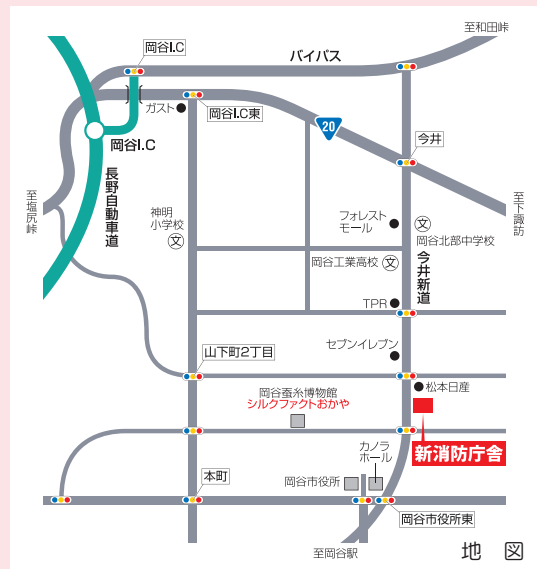 至和田峠
岡谷I.C
バイパス
ガスト
岡谷I.C東
20
今井
岡谷I.C
長野自動車道
至塩尻峠
至下諏訪
神明
小学校
文
フォレスト
モール
文
岡谷北部中学校
岡谷工業高校
文
今井新道
TPR
セブンイレブン
山下町2丁目
松本日産
岡谷蚕糸博物館
シルクファクトおかや
新消防庁舎
カノラ
ホール
本町
岡谷市役所
岡谷市役所東
至岡谷駅
地 図